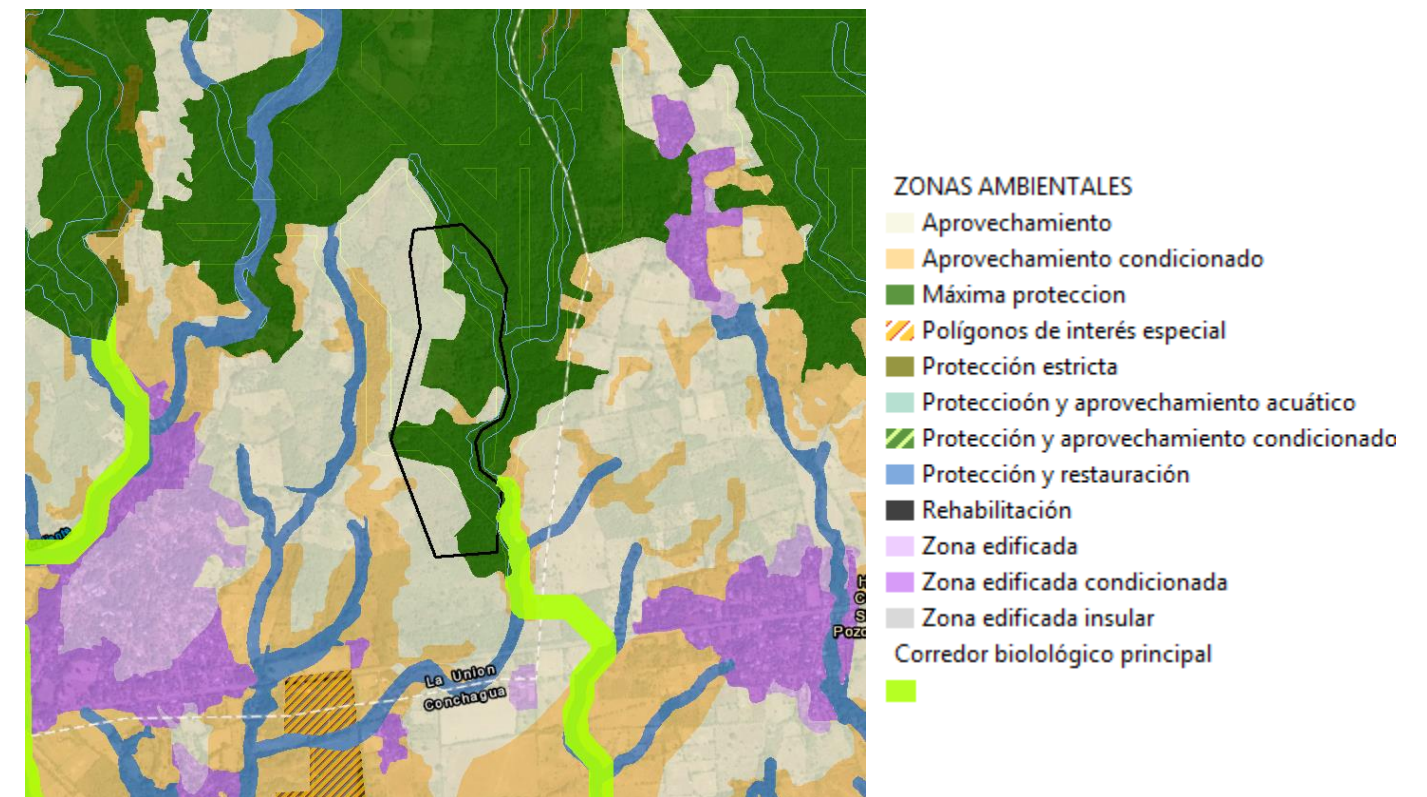 La Union
Conchagua
ZONAS AMBIENTALES
Aprovechamiento
Aprovechamiento condicionado
Máxima proteccion
Polígonos de interés especial
Protección estricta
Proteccioón y aprovechamiento acuático
Protección y aprovechamiento condicionado
Protección y restauración
Rehabilitación
Zona edificada
Zona edificada condicionada
Zona edificada insular
Corredor biolológico principal